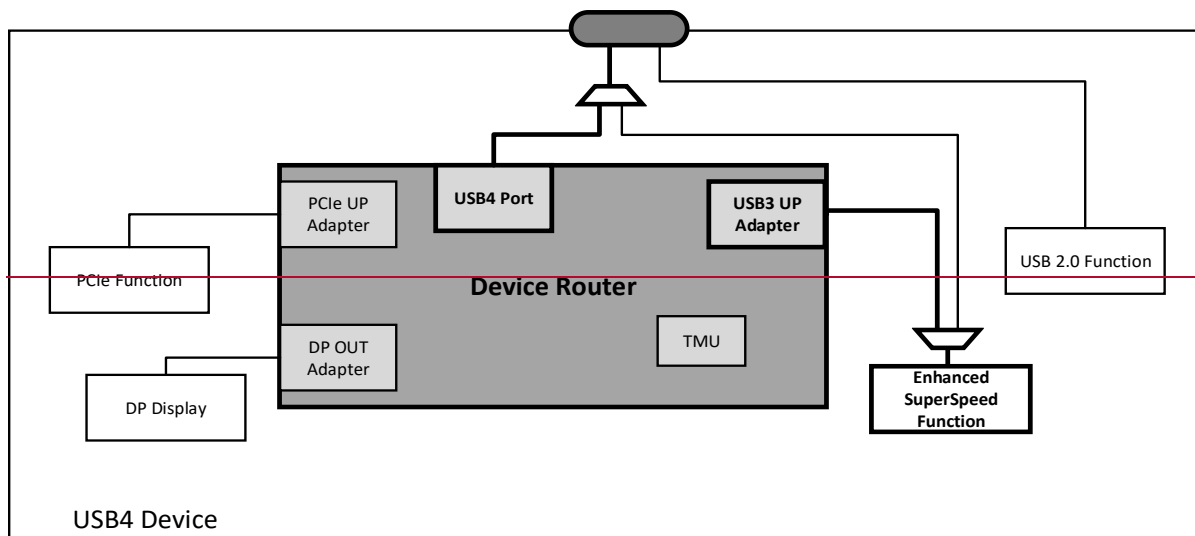 USB4 Port
PCIe UP
Adapter
USB3 UP
Adapter
PCIe Function
Device Router
USB 2.0 Function
DP OUT
Adapter
TMU
DP Display
Enhanced
SuperSpeed
Function
USB4 Device